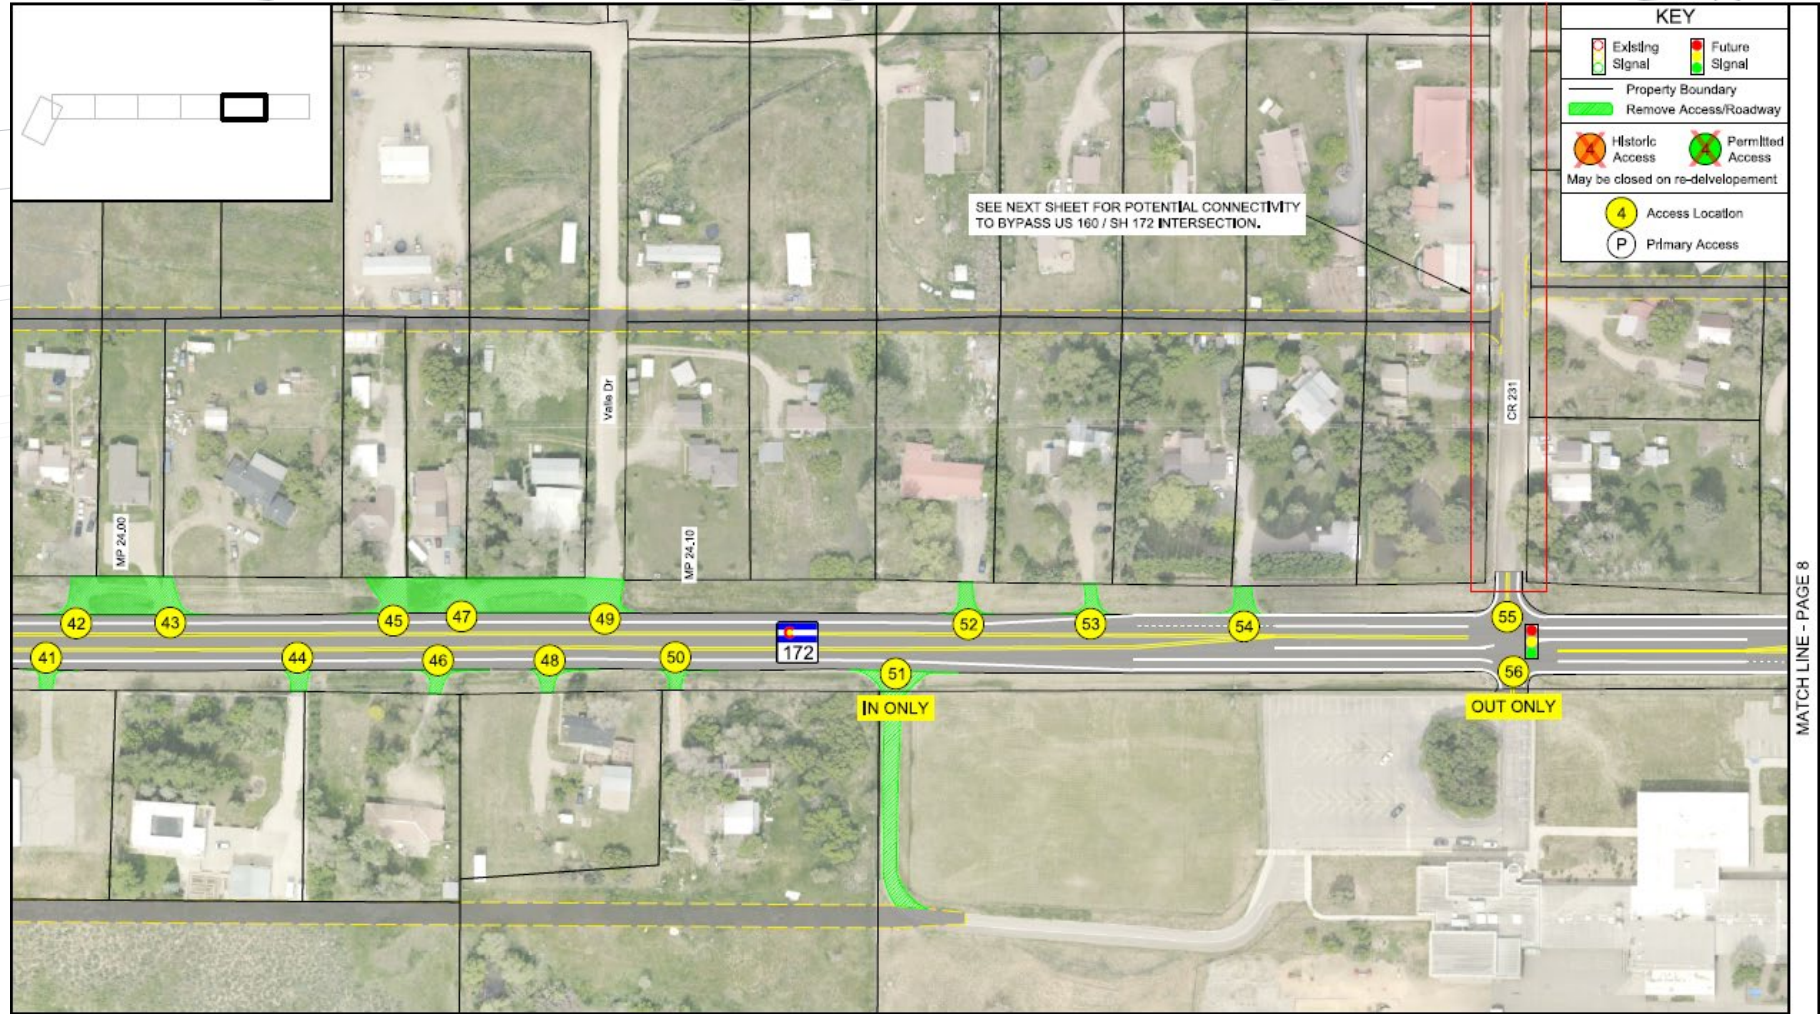 KEY
Existing
Signal
Future
Signal
Property Boundary
Remove Access/Roadway
4
Historic
Access
4
Permitted
Access
May be closed on re-delvelopement
4
Access Location
P
Primary Access
SEE NEXT SHEET FOR POTENTIAL CONNECTIVITY
TO BYPASS US 160 / SH 172 INTERSECTION.
Valle Dr
CR 231
MP 24.00
MP 24.10
42
43
45
47
49
52
53
54
55
41
44
46
48
50
172
51
56
IN ONLY
OUT ONLY
MATCH LINE - PAGE 8